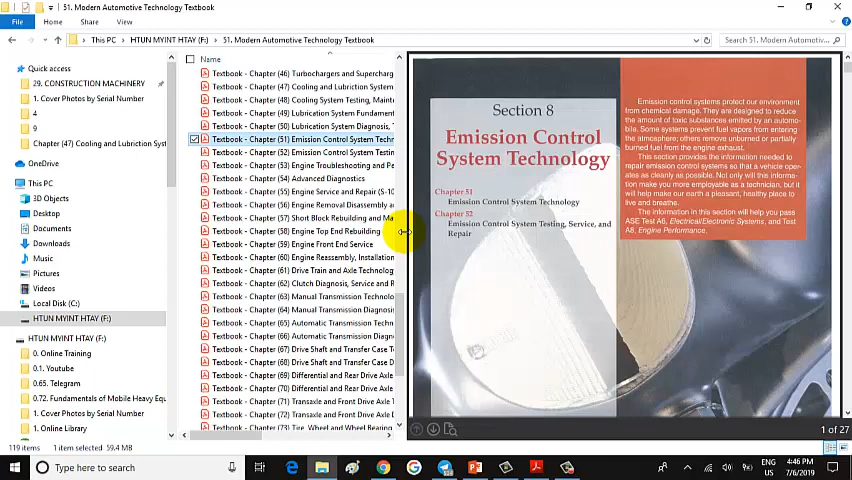 51. Modern Automotive Technology Textbook
File
Home
Share
View
This PC
HTUN MYINT HTAY (F:)
51. Modern Automotive Technology Textbook
Search 51. Modern Automotiv...
Quick access
29. CONSTRUCTION MACHINERY
1. Cover Photos by Serial Number
4
9
Chapter (47) Cooling and Lubrication Syst
OneDrive
This PC
3D Objects
Desktop
Documents
Downloads
Music
Pictures
Videos
Local Disk (C:)
HTUN MYINT HTAY (F:)
HTUN MYINT HTAY (F:)
0. Online Training
0.1. Youtube
0.65. Telegram
0.72. Fundamentals of Mobile Heavy Equ
1. Cover Photos by Serial Number
1. Online Library
Name
Textbook - Chapter (46) Turbochargers and Supercharg
Textbook - Chapter (47) Cooling and Lubriction System
Textbook - Chapter (48) Cooling System Testing, Maint
Textbook - Chapter (49) Lubrication System Fundament
Textbook - Chapter (50) Lubrication System Diagnosis,
Textbook - Chapter (51) Emission Control System Techr
Textbook - Chapter (52) Emission Control System Testin
Textbook - Chapter (53) Engine Troubleshooting and Pe
Textbook - Chapter (54) Advanced Diagnostics
Textbook - Chapter (55) Engine Service and Repair (S-10
Textbook - Chapter (56) Engine Removal Disassembly a
Textbook - Chapter (57) Short Block Rebuilding and Ma
Textbook - Chapter (58) Engine Top End Rebuilding
Textbook - Chapter (59) Engine Front End Service
Textbook - Chapter (60) Engine Reassembly, Installation
Textbook - Chapter (61) Drive Train and Axle Technolog
Textbook - Chapter (62) Clutch Diagnosis, Service and R
Textbook - Chapter (63) Manual Transmission Technolo
Textbook - Chapter (64) Manual Transmission Diagnosi
Textbook - Chapter (65) Automatic Transmission Techn
Textbook - Chapter (66) Automatic Transmission Diagn
Textbook - Chapter (67) Drive Shaft and Transfer Case T
Textbook - Chapter (68) Drive Shaft and Transfer Case D
Textbook - Chapter (69) Differential and Rear Drive Axle
Textbook - Chapter (70) Differential and Rear Drive Axle
Textbook - Chapter (71) Transaxle and Front Drive Axle
Textbook - Chapter (72) Transaxle and Front Drive Axle
Textbook - Chapter (73) Tire, Wheel and Wheel Bearing
Section 8
Emission Control
System Technology
Chapter 51
Emission Control System Technology
Chapter 52
Emission Control System Testing, Service, and
Repair
Emission control systems protect our environment
from chemical damage. They are designed to reduce
the amount of toxic substances emitted by an automo-
bile. Some systems prevent fuel vapors from entering
the atmosphere; others remove unburned or partially
burned fuel from the engine exhaust.
This section provides the information needed to
repair emission control systems so that a vehicle oper-
ates as cleanly as possible. Not only will this informa-
tion make you more employable as a technician, but it
will help make our earth a pleasant, healthy place to
live and breathe.
The information in this section will help you pass
ASE Test A6, Electrical/Electronic Systems, and Test
A8, Engine Performance.
1 of 27
119 items
1 item selected 59.4 MB
Type here to search
ENG
US
4:46 PM
7/6/2019